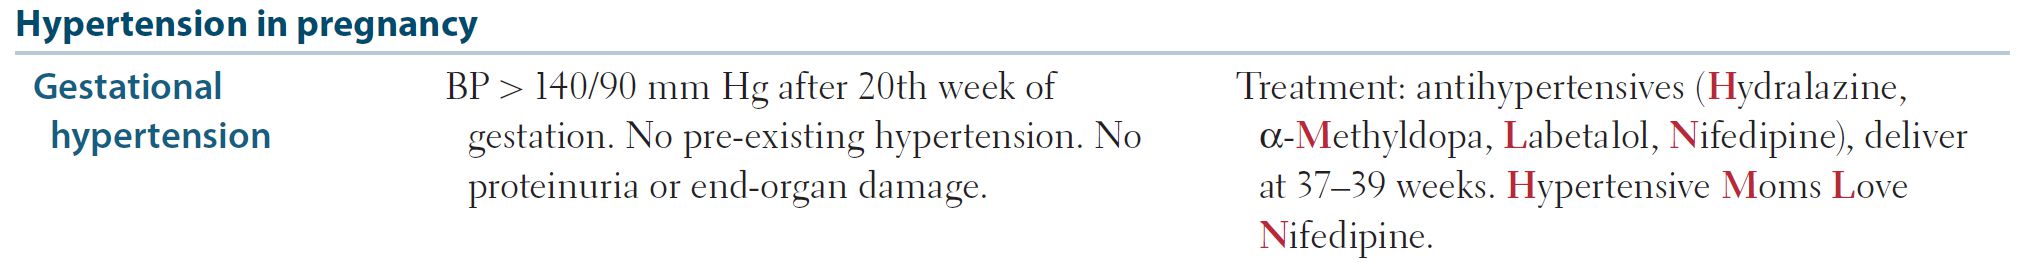 Hypertension in pregnancy
Gestational
hypertension
BP > 140/90 mm Hg after 20th week of
gestation. No pre-existing hypertension. No
proteinuria or end-organ damage.
Treatment: antihypertensives (Hydralazine,
α-Methyldopa, Labetalol, Nifedipine), deliver
at 37–39 weeks. Hypertensive Moms Love
Nifedipine.